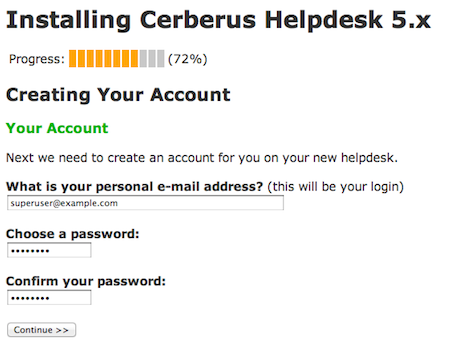 Installing Cerberus Helpdesk 5.x
Progress: (72%)
Creating Your Account
Your Account
Next we need to create an account for you on your new helpdesk.
What is your personal e-mail address? (this will be your login)
superuser@example.com
Choose a password:
••••••••
Confirm your password:
••••••••
Continue >>